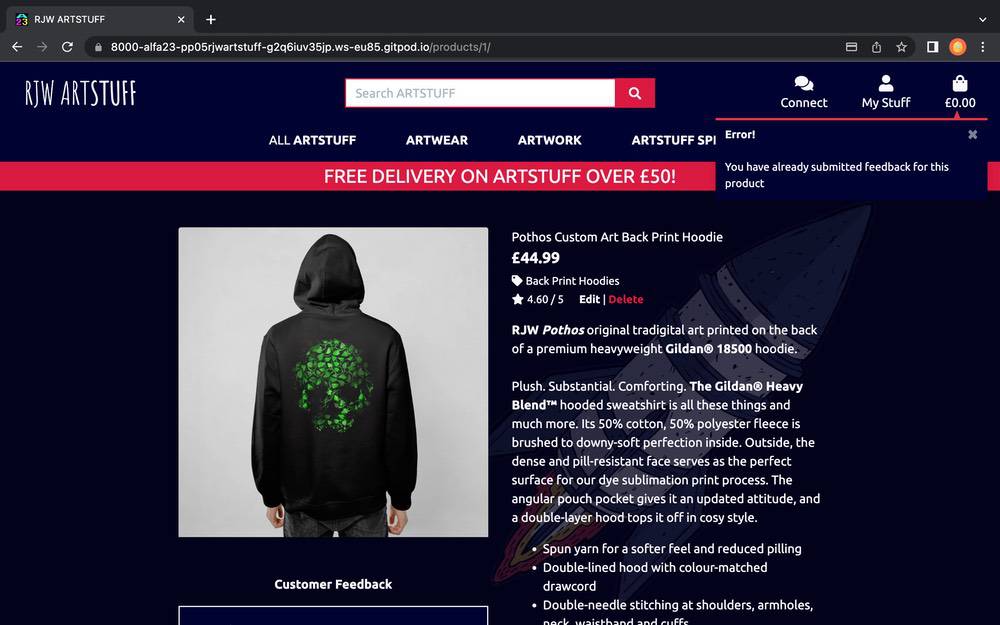 RJW ARTSTUFF
8000-alfa23-pp05rjwartstuff-g2q6iuv35jp.ws-eu85.gitpod.io/products/1/
RJW ARTSTUFF
Search ARTSTUFF
Connect
My Stuff
£0.00
ALL ARTSTUFF
ARTWEAR
ARTWORK
ARTSTUFF SPE
Error!
You have already submitted feedback for this
product
FREE DELIVERY ON ARTSTUFF OVER £50!
Pothos Custom Art Back Print Hoodie
£44.99
Back Print Hoodies
4.60 / 5 Edit | Delete
RJW Pothos original tradigital art printed on the back
of a premium heavyweight Gildan® 18500 hoodie.
Plush. Substantial. Comforting. The Gildan® Heavy
Blend™ hooded sweatshirt is all these things and
much more. Its 50% cotton, 50% polyester fleece is
brushed to downy-soft perfection inside. Outside, the
dense and pill-resistant face serves as the perfect
surface for our dye sublimation print process. The
angular pouch pocket gives it an updated attitude, and
a double-layer hood tops it off in cosy style.
• Spun yarn for a softer feel and reduced pilling
• Double-lined hood with colour-matched
drawcord
• Double-needle stitching at shoulders, armholes,
neck, waistband and cuffs
Customer Feedback